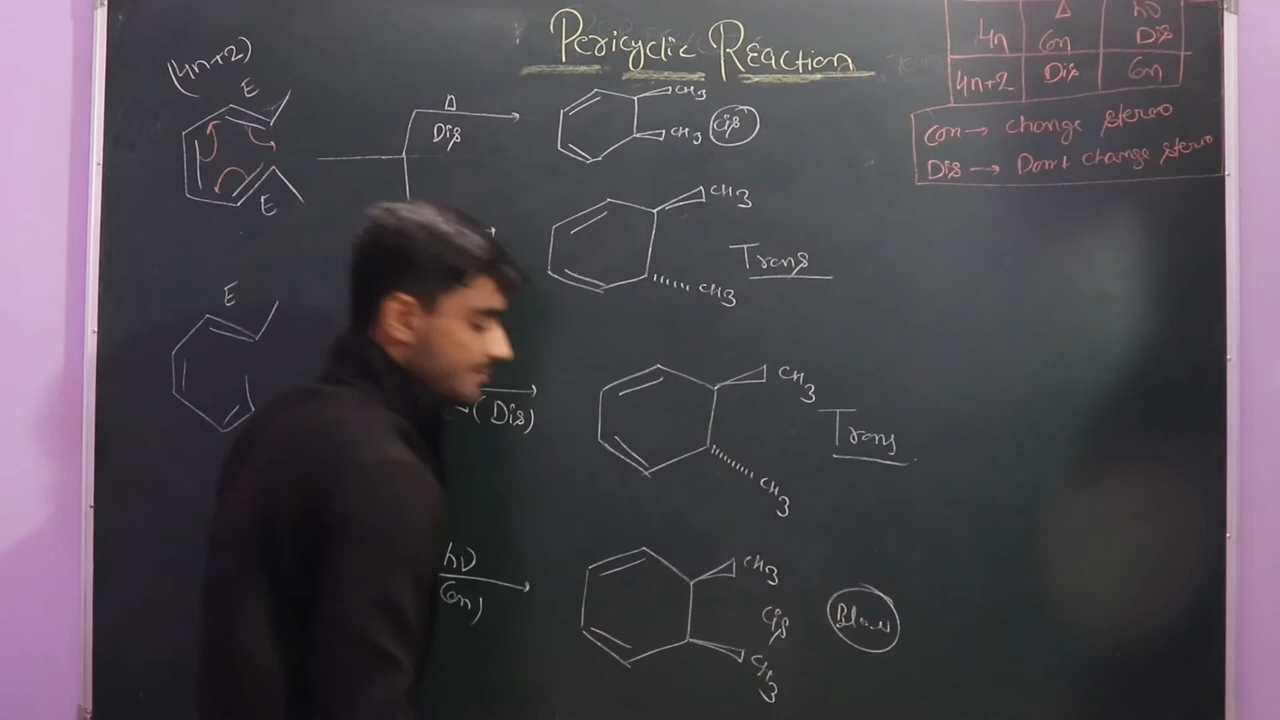 Pericyclic Reaction
Δ hν
4n Con Dis
4n+2 Dis Con
Con → change stereo
Dis → Don't change stereo
(4n+2)
E
E
Δ
Dis
CH3
CH3 Cis
CH3
CH3
Trans
E
(Dis)
CH3
CH3
Trans
hν
Con)
CH3
Cis
CH3